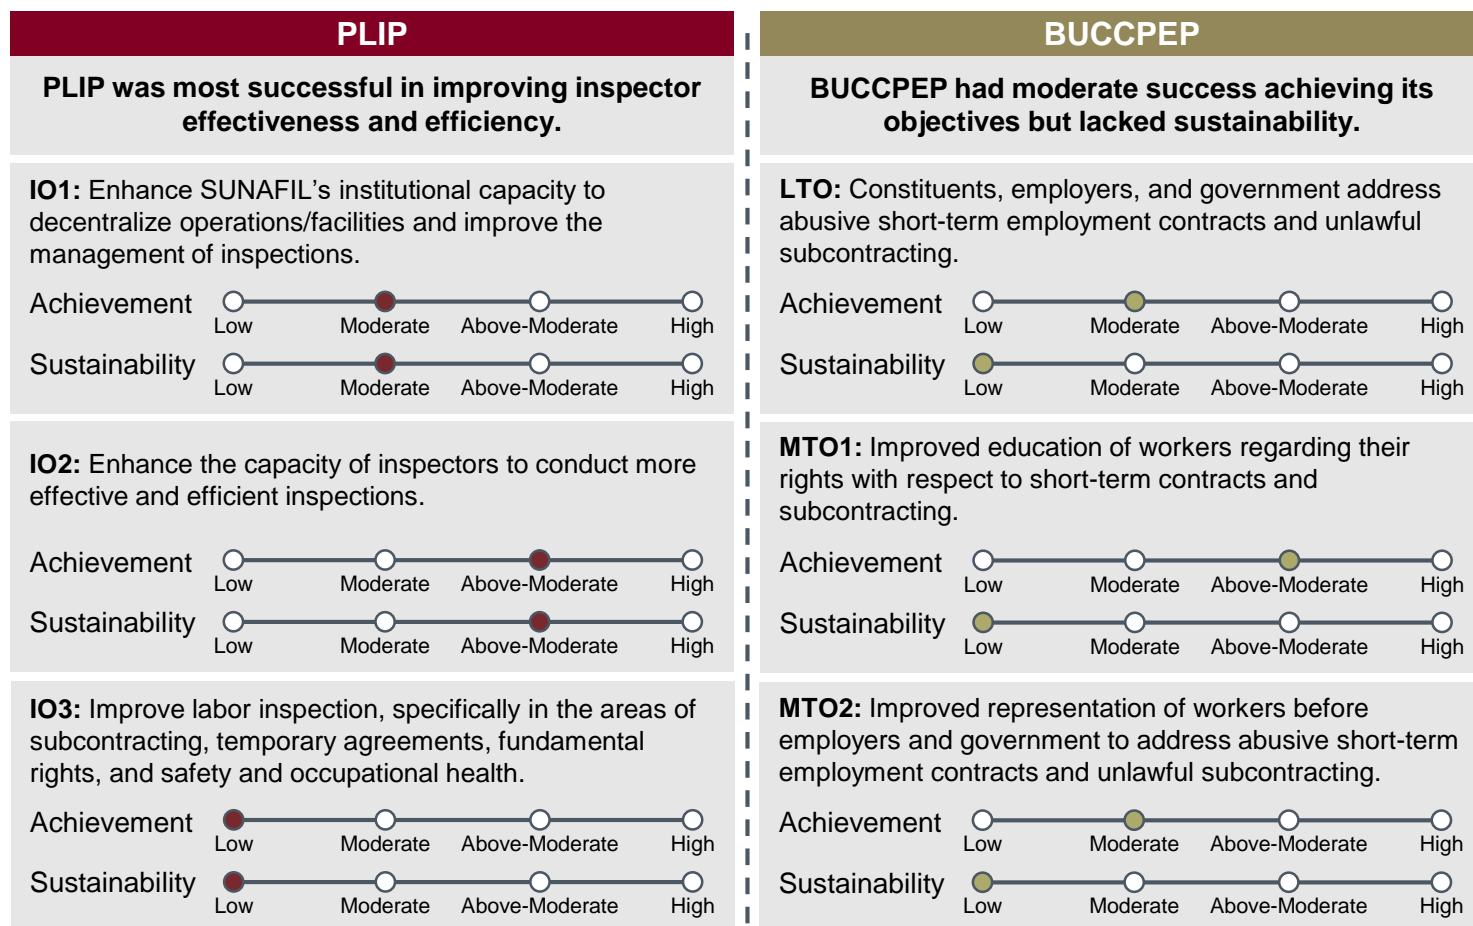 PLIP
PLIP was most successful in improving inspector
effectiveness and efficiency.
IO1: Enhance SUNAFIL's institutional capacity to
decentralize operations/facilities and improve the
management of inspections.
Achievement
Low Moderate Above-Moderate High
Sustainability
Low Moderate Above-Moderate High
IO2: Enhance the capacity of inspectors to conduct more
effective and efficient inspections.
Achievement
Low Moderate Above-Moderate High
Sustainability
Low Moderate Above-Moderate High
IO3: Improve labor inspection, specifically in the areas of
subcontracting, temporary agreements, fundamental
rights, and safety and occupational health.
Achievement
Low Moderate Above-Moderate High
Sustainability
Low Moderate Above-Moderate High
BUCCPEP
BUCCPEP had moderate success achieving its
objectives but lacked sustainability.
LTO: Constituents, employers, and government address
abusive short-term employment contracts and unlawful
subcontracting.
Achievement
Low Moderate Above-Moderate High
Sustainability
Low Moderate Above-Moderate High
MTO1: Improved education of workers regarding their
rights with respect to short-term contracts and
subcontracting.
Achievement
Low Moderate Above-Moderate High
Sustainability
Low Moderate Above-Moderate High
MTO2: Improved representation of workers before
employers and government to address abusive short-term
employment contracts and unlawful subcontracting.
Achievement
Low Moderate Above-Moderate High
Sustainability
Low Moderate Above-Moderate High